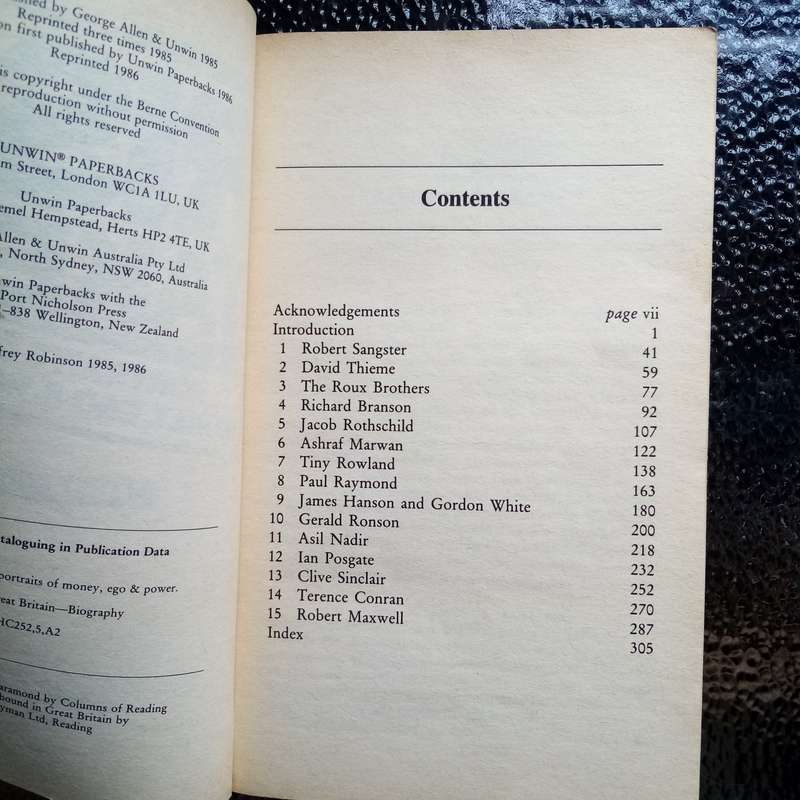 by George Allen & Unwin 1985
Reprinted three times 1985
first published by Unwin Paperbacks 1986
Reprinted 1986
is copyright under the Berne Convention
reproduction without permission
All rights reserved
UNWIN® PAPERBACKS
Street, London WC1A 1LU, UK
Unwin Paperbacks
Hempstead, Herts HP2 4TE, UK
Allen & Unwin Australia Pty Ltd
, North Sydney, NSW 2060, Australia
Paperbacks with the
Port Nicholson Press
–838 Wellington, New Zealand
Robinson 1985, 1986
in Publication Data
portraits of money, ego & power.
Britain—Biography
HC252.5.A2
by Columns of Reading
bound in Great Britain by
Ltd, Reading
Contents
Acknowledgements page vii
Introduction 1
1 Robert Sangster 41
2 David Thieme 59
3 The Roux Brothers 77
4 Richard Branson 92
5 Jacob Rothschild 107
6 Ashraf Marwan 122
7 Tiny Rowland 138
8 Paul Raymond 163
9 James Hanson and Gordon White 180
10 Gerald Ronson 200
11 Asil Nadir 218
12 Ian Posgate 232
13 Clive Sinclair 252
14 Terence Conran 270
15 Robert Maxwell 287
Index 305